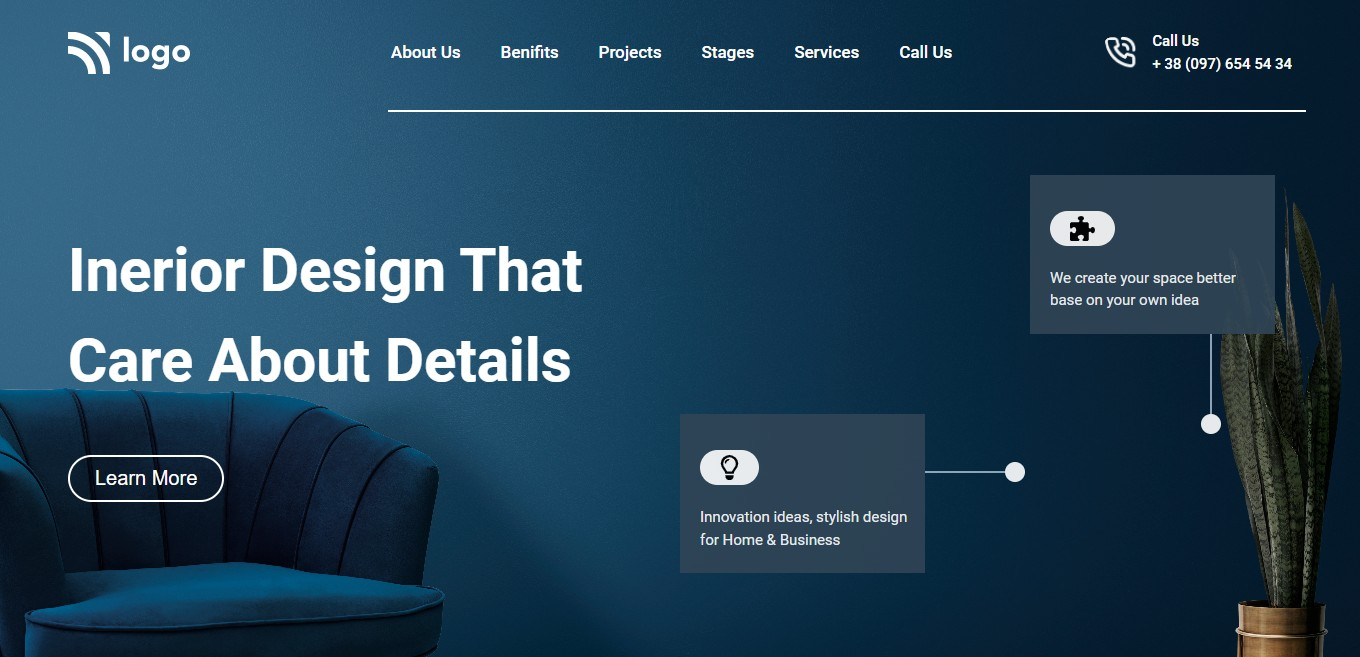 logo
About Us
Benifits
Projects
Stages
Services
Call Us
Call Us
+ 38 (097) 654 54 34
Inerior Design That
Care About Details
Learn More
We create your space better
base on your own idea
Innovation ideas, stylish design
for Home & Business